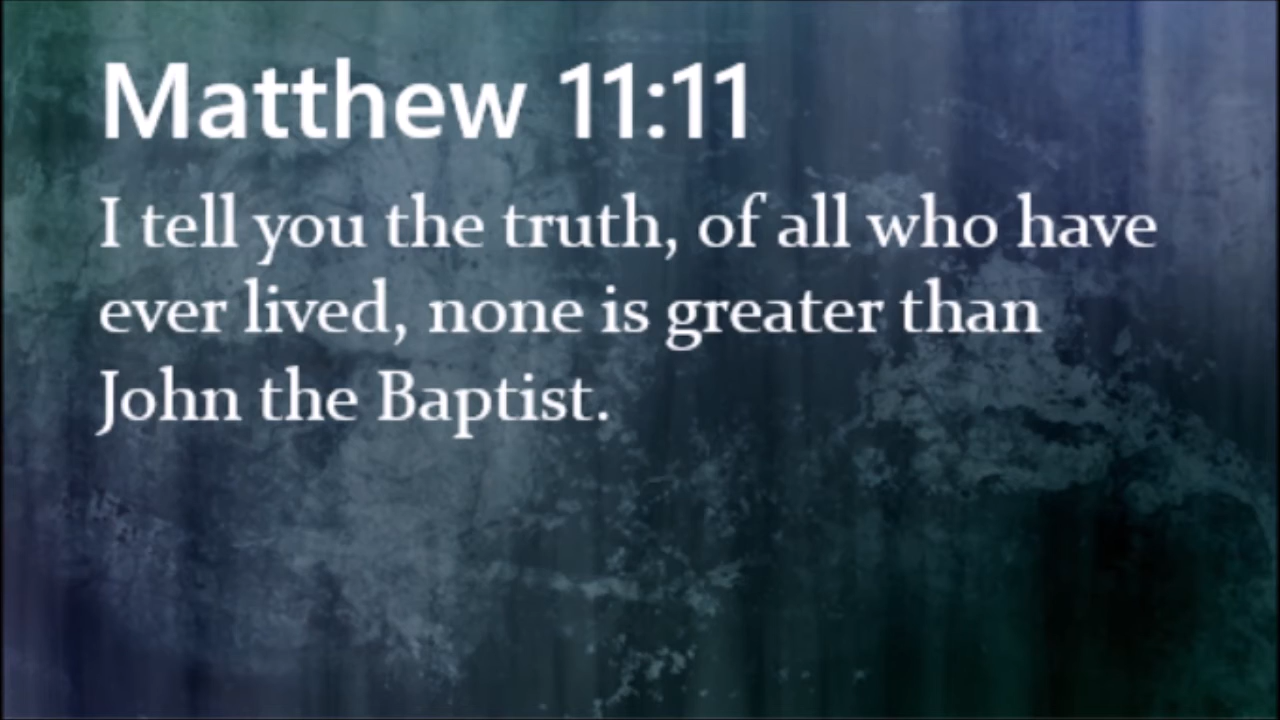 Matthew 11:11
I tell you the truth, of all who have
ever lived, none is greater than
John the Baptist.